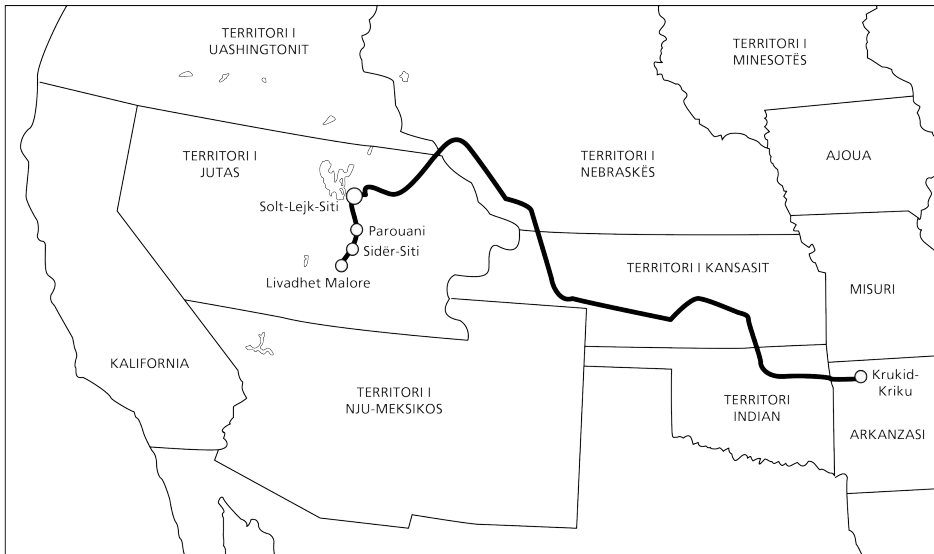 TERRITORI I
UASHINGTONIT
TERRITORI I
MINESOTËS
TERRITORI I
JUTAS
TERRITORI I
NEBRASKËS
AJOUA
Solt-Lejk-Siti
Parouani
Sidër-Siti
Livadhet Malore
TERRITORI I KANSASIT
MISURI
KALIFORNIA
TERRITORI I
NJU-MEKSIKOS
TERRITORI
INDIAN
Krukid-
Kriku
ARKANZASI